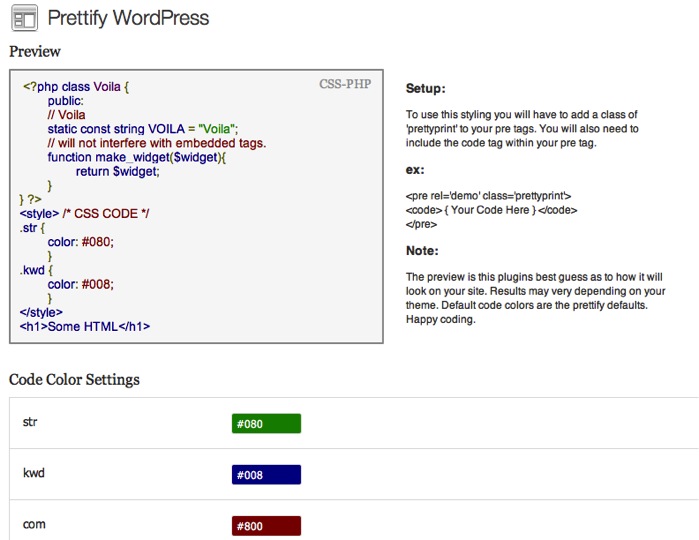 Prettify WordPress
Preview
CSS-PHP
<?php class Voila {
public:
// Voila
static const string VOILA = "Voila";
// will not interfere with embedded tags.
function make_widget($widget){
return $widget;
}
} ?>
<style> /* CSS CODE */
.str {
color: #080;
}
.kwd {
color: #008;
}
</style>
<h1>Some HTML</h1>
Setup:
To use this styling you will have to add a class of
'prettyprint' to your pre tags. You will also need to
include the code tag within your pre tag.
ex:
<pre rel='demo' class='prettyprint'>
<code> { Your Code Here } </code>
</pre>
Note:
The preview is this plugins best guess as to how it will
look on your site. Results may very depending on your
theme. Default code colors are the prettify defaults.
Happy coding.
Code Color Settings
str #080
kwd #008
com #800